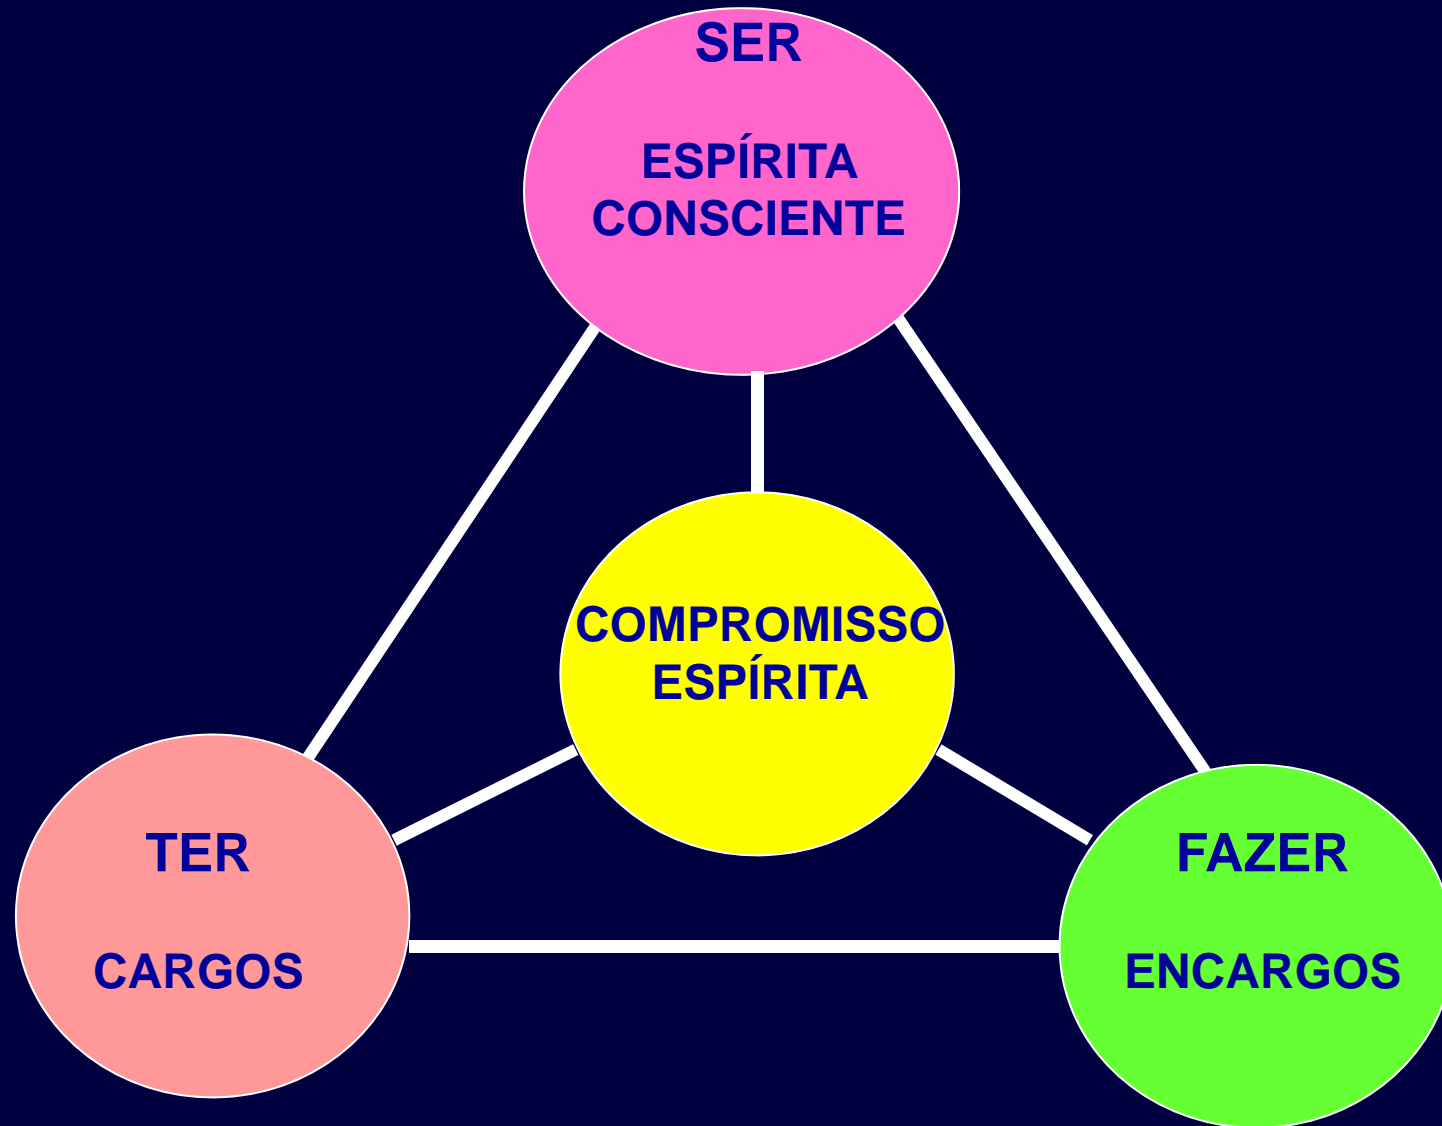 SER
ESPÍRITA
CONSCIENTE
COMPROMISSO
ESPÍRITA
TER
CARGOS
FAZER
ENCARGOS